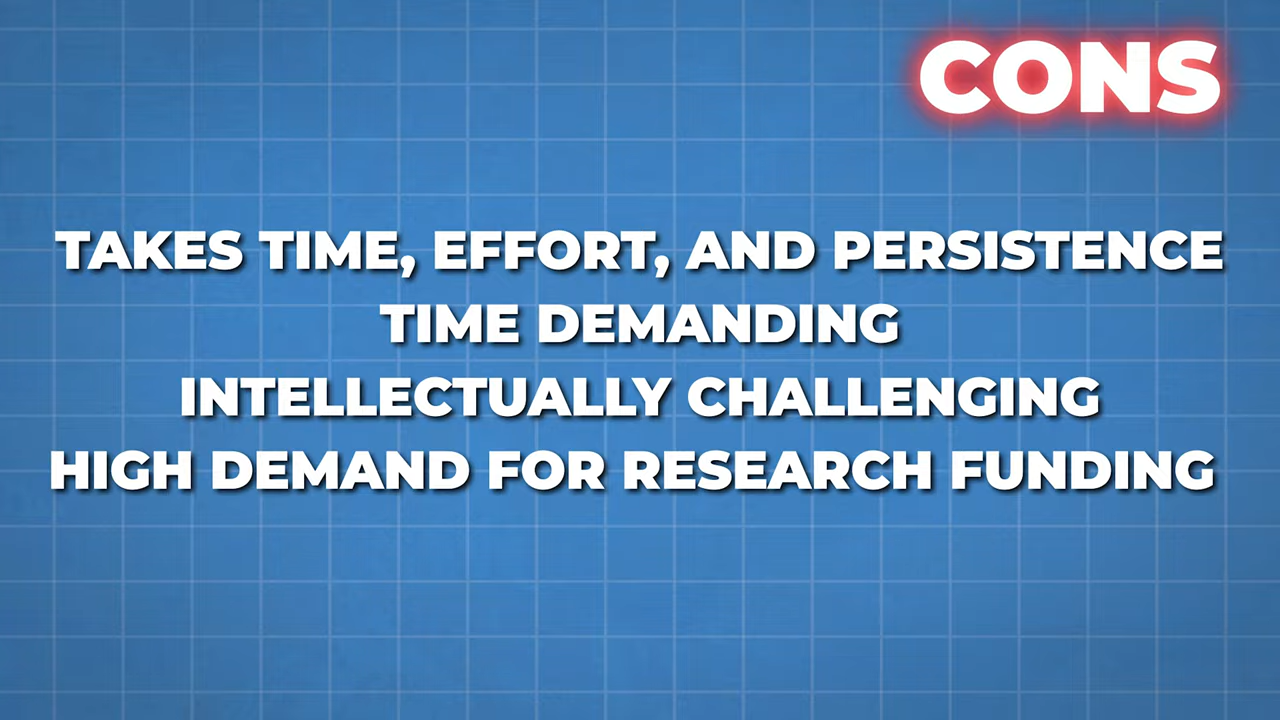 CONS
TAKES TIME, EFFORT, AND PERSISTENCE
TIME DEMANDING
INTELLECTUALLY CHALLENGING
HIGH DEMAND FOR RESEARCH FUNDING